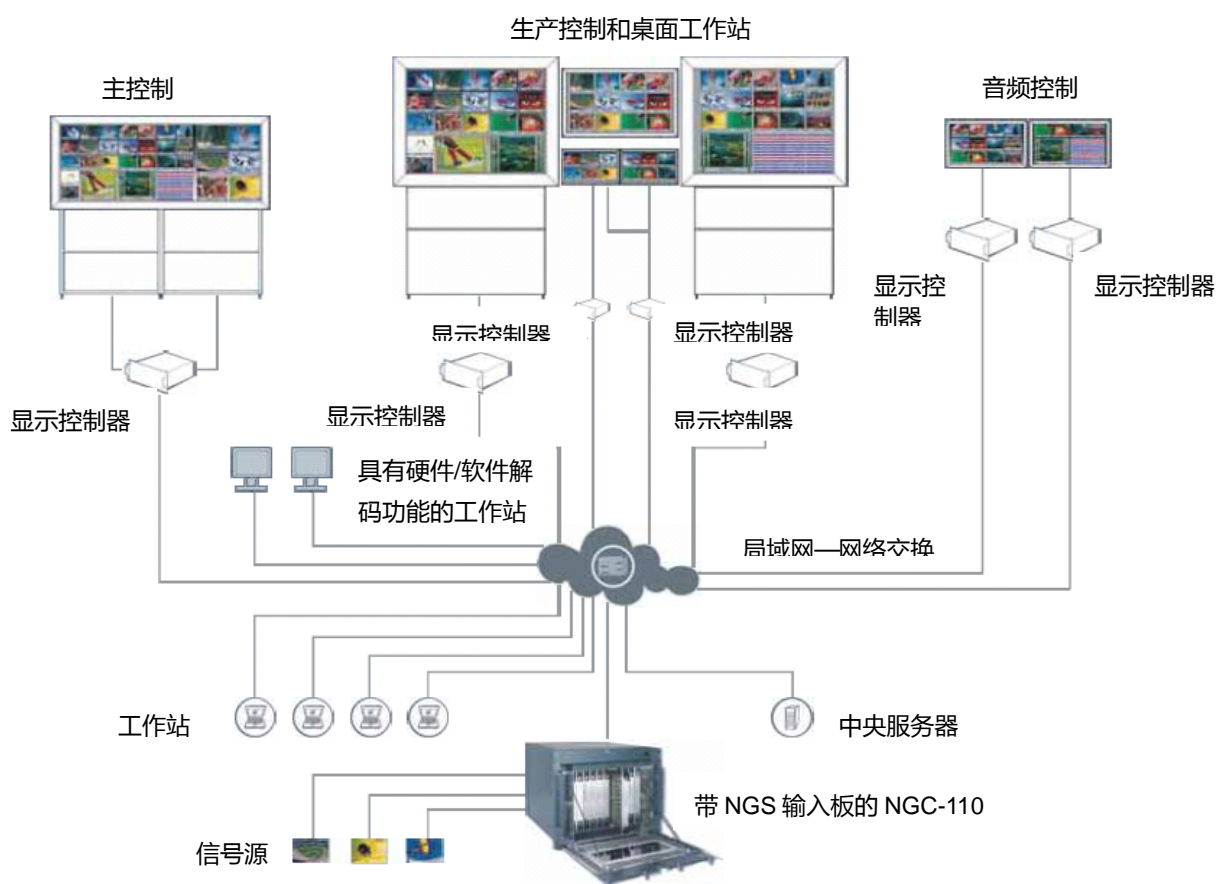 生产控制和桌面工作站
主控制
音频控制
显示控
制器
显示控制器
显示控制器
显示控制器
显示控制器
显示控制器
显示控制器
具有硬件/软件解
码功能的工作站
局域网—网络交换
工作站
中央服务器
带 NGS 输入板的 NGC-110
信号源